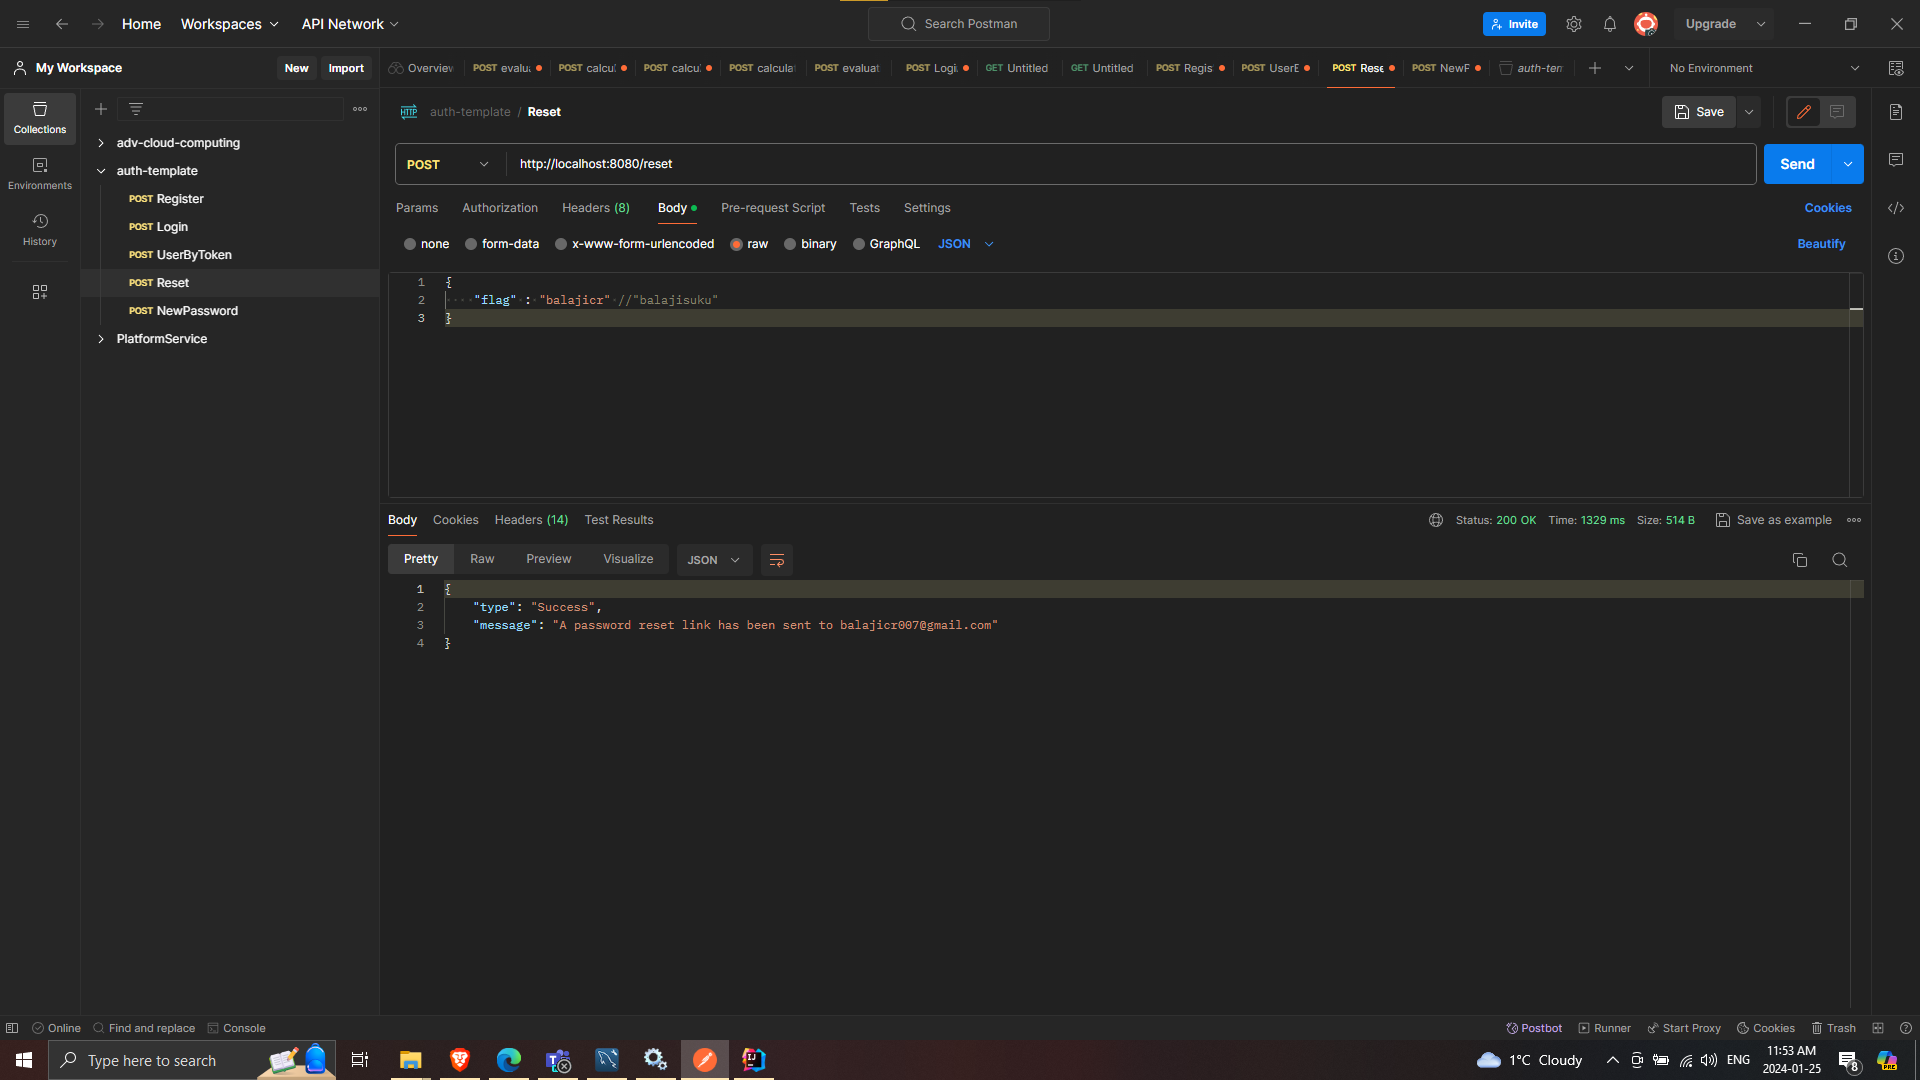 Home
Workspaces
API Network
Search Postman
Invite
Upgrade
My Workspace
New
Import
Overview
POST evalua
POST calcu
POST calcu
POST calcula
POST evaluat
POST Logi
GET Untitled
GET Untitled
POST Regis
POST UserE
POST Rese
POST NewF
auth-tem
No Environment
Collections
Environments
History
adv-cloud-computing
auth-template
POST Register
POST Login
POST UserByToken
POST Reset
POST NewPassword
PlatformService
HTTP auth-template / Reset
Save
POST http://localhost:8080/reset
Send
Params Authorization Headers (8) Body Pre-request Script Tests Settings
Cookies
none form-data x-www-form-urlencoded raw binary GraphQL JSON
Beautify
1 {
2 "flag" : "balajicr" //"balajisuku"
3 }
Body Cookies Headers (14) Test Results
Status: 200 OK Time: 1329 ms Size: 514 B Save as example
Pretty Raw Preview Visualize JSON
1 {
2 "type": "Success",
3 "message": "A password reset link has been sent to balajicr007@gmail.com"
4 }
Online Find and replace Console
Postbot Runner Start Proxy Cookies Trash
Type here to search
1°C Cloudy
ENG
11:53 AM
2024-01-25
8